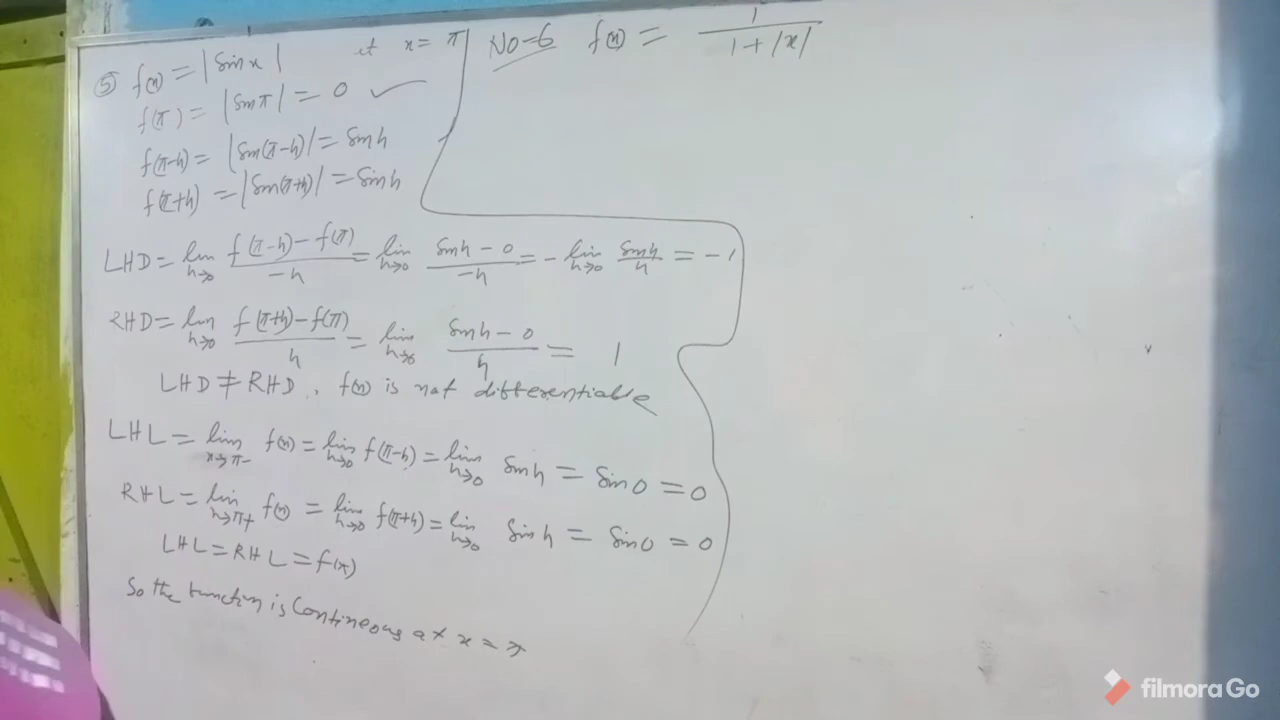 ⑤ f(x) = |Sin x| at x = π
f(π) = |Sin π| = 0 ✓
f(π-h) = |Sin(π-h)| = Sin h
f(π+h) = |Sin(π+h)| = Sin h
LHD = lim h→0 (f(π-h) - f(π))/(-h) = lim h→0 (Sin h - 0)/(-h) = - lim h→0 (Sin h)/h = -1
RHD = lim h→0 (f(π+h) - f(π))/h = lim h→0 (Sin h - 0)/h = 1
LHD ≠ RHD, f(x) is not differentiable
LHL = lim x→π- f(x) = lim h→0 f(π-h) = lim h→0 Sin h = Sin 0 = 0
RHL = lim x→π+ f(x) = lim h→0 f(π+h) = lim h→0 Sin h = Sin 0 = 0
LHL = RHL = f(π)
So the function is Contineous at x = π
No=6 f(x) = 1/(1+|x|)
filmoraGo